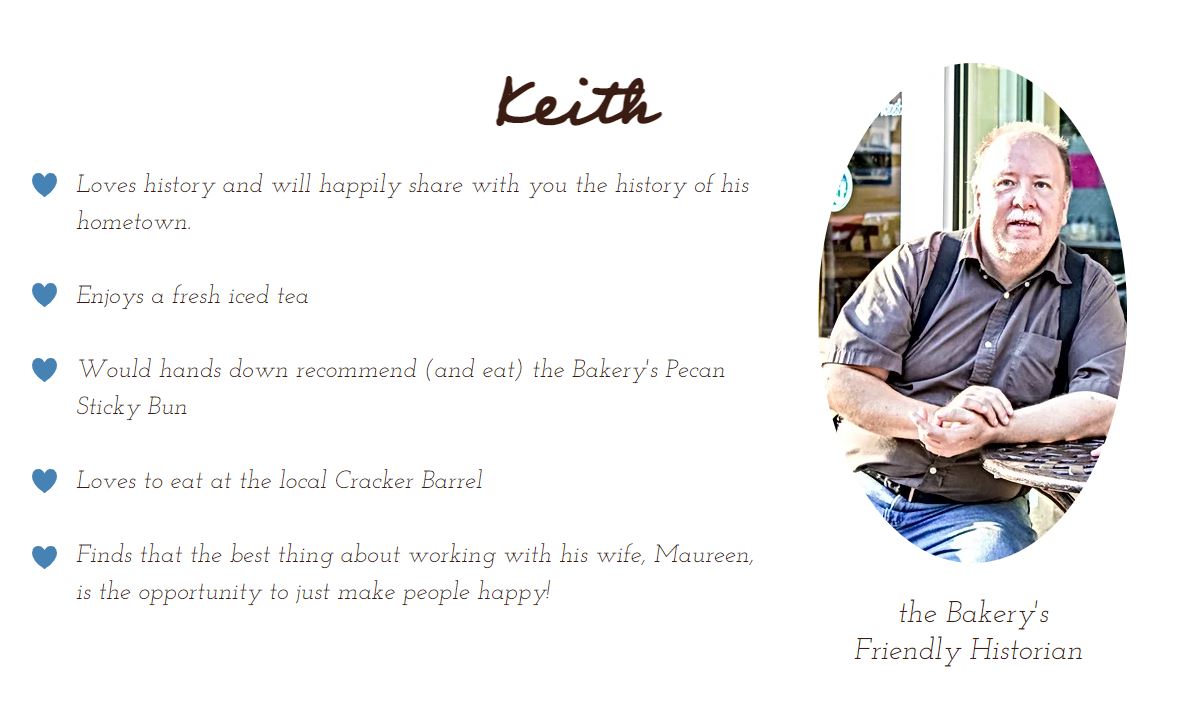 Keith
Loves history and will happily share with you the history of his
hometown.
Enjoys a fresh iced tea
Would hands down recommend (and eat) the Bakery's Pecan
Sticky Bun
Loves to eat at the local Cracker Barrel
Finds that the best thing about working with his wife, Maureen,
is the opportunity to just make people happy!
the Bakery's
Friendly Historian